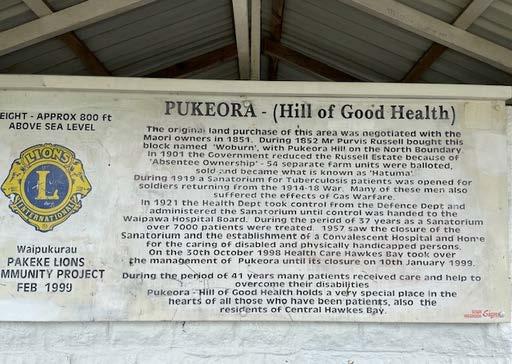 EIGHT - APPROX 800 ft
ABOVE SEA LEVEL
LIONS
L
INTERNATIONAL
Waipukurau
PAKEKE LIONS
MMUNITY PROJECT
FEB 1999
PUKEORA - (Hill of Good Health)
The original land purchase of this area was negotiated with the
Maori owners in 1851. During 1852 Mr Purvis Russell bought this
block named 'Woburn', with Pukeora Hill on the North Boundary
In 1901 the Government reduced the Russell Estate because of
'Absentee Ownership' - 54 separate farm units were balloted,
sold and became what is known as 'Hatuma'.
During 1919 a Sanatorium for Tuberculosis patients was opened for
soldiers returning from the 1914-18 War. Many of these men also
suffered the effects of Gas Warfare.
In 1921 the Health Dept took control from the Defence Dept and
administered the Sanatorium until control was handed to the
Waipawa Hospital Board. During the period of 37 years as a Sanatorium
over 7000 patients were treated. 1957 saw the closure of the
Sanatorium and the establishment of a Convalescent Hospital and Home
for the caring of disabled and physically handicapped persons.
On the 30th October 1998 Health Care Hawkes Bay took over
the management of Pukeora until its closure on 10th January 1999.
During the period of 41 years many patients received care and help to
overcome their disabilities
Pukeora - Hill of Good Health holds a very special place in the
hearts of all those who have been patients, also the
residents of Central Hawkes Bay.
Signs